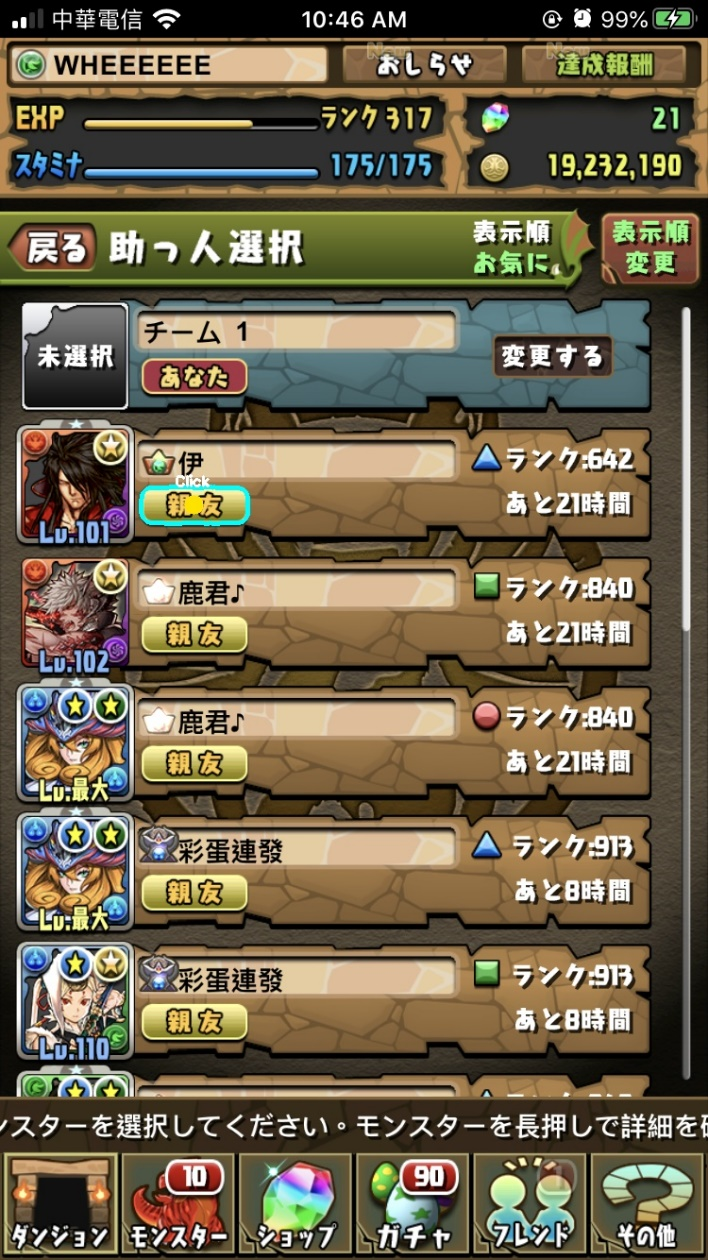 中華電信 10:46 AM 99%
WHEEEEEE おしらせ 達成報酬
EXP ランク317 21
スタミナ 175/175 19,232,190
戻る 助っ人選択 表示順 お気に 表示順変更
未選択 チーム 1
あなた 変更する
伊 ランク:642
Click
親友 あと21時間
Lv.101
鹿君♪ ランク:840
親友 あと21時間
Lv.102
鹿君♪ ランク:840
親友 あと21時間
Lv.最大
彩蛋連發 ランク:913
親友 あと8時間
Lv.最大
彩蛋連發 ランク:913
親友 あと8時間
Lv.110
ンスターを選択してください。モンスターを長押しで詳細を確
10 90
ダンジョン モンスター ショップ ガチャ フレンド その他